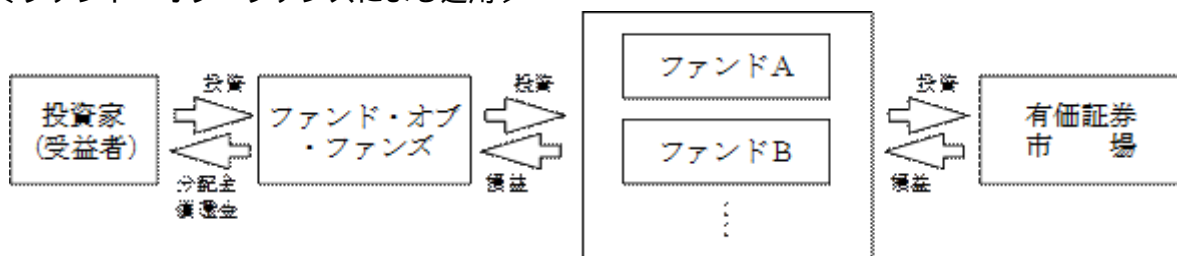 投資家
(受益者)
投資
分配金
償還金
ファンド・オブ
・ファンズ
投資
損益
ファンドA
ファンドB
投資
損益
有価証券
市　　場